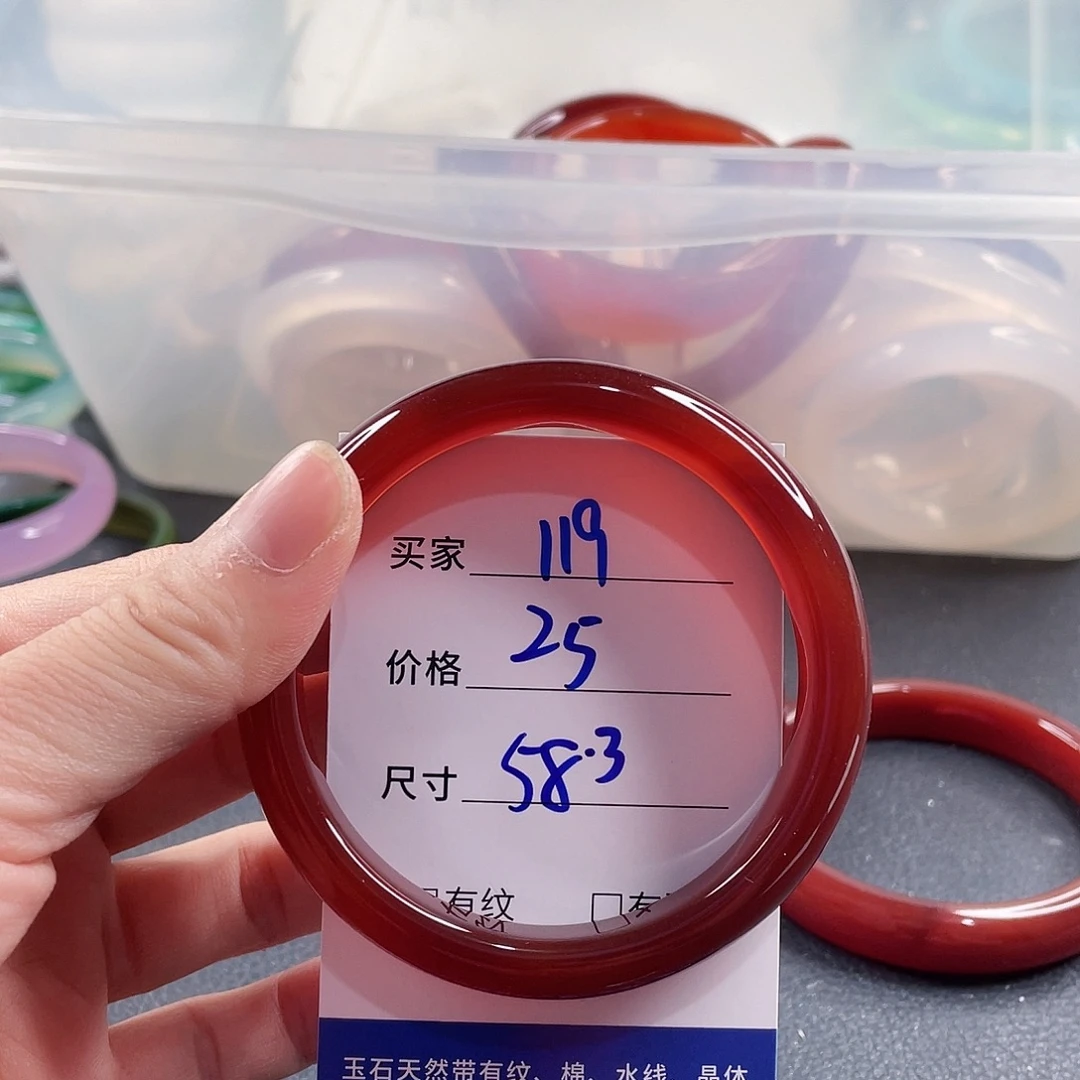 买家 119
价格 25
尺寸 58.3
有纹 有
玉石天然带有纹、棉、水线、晶体